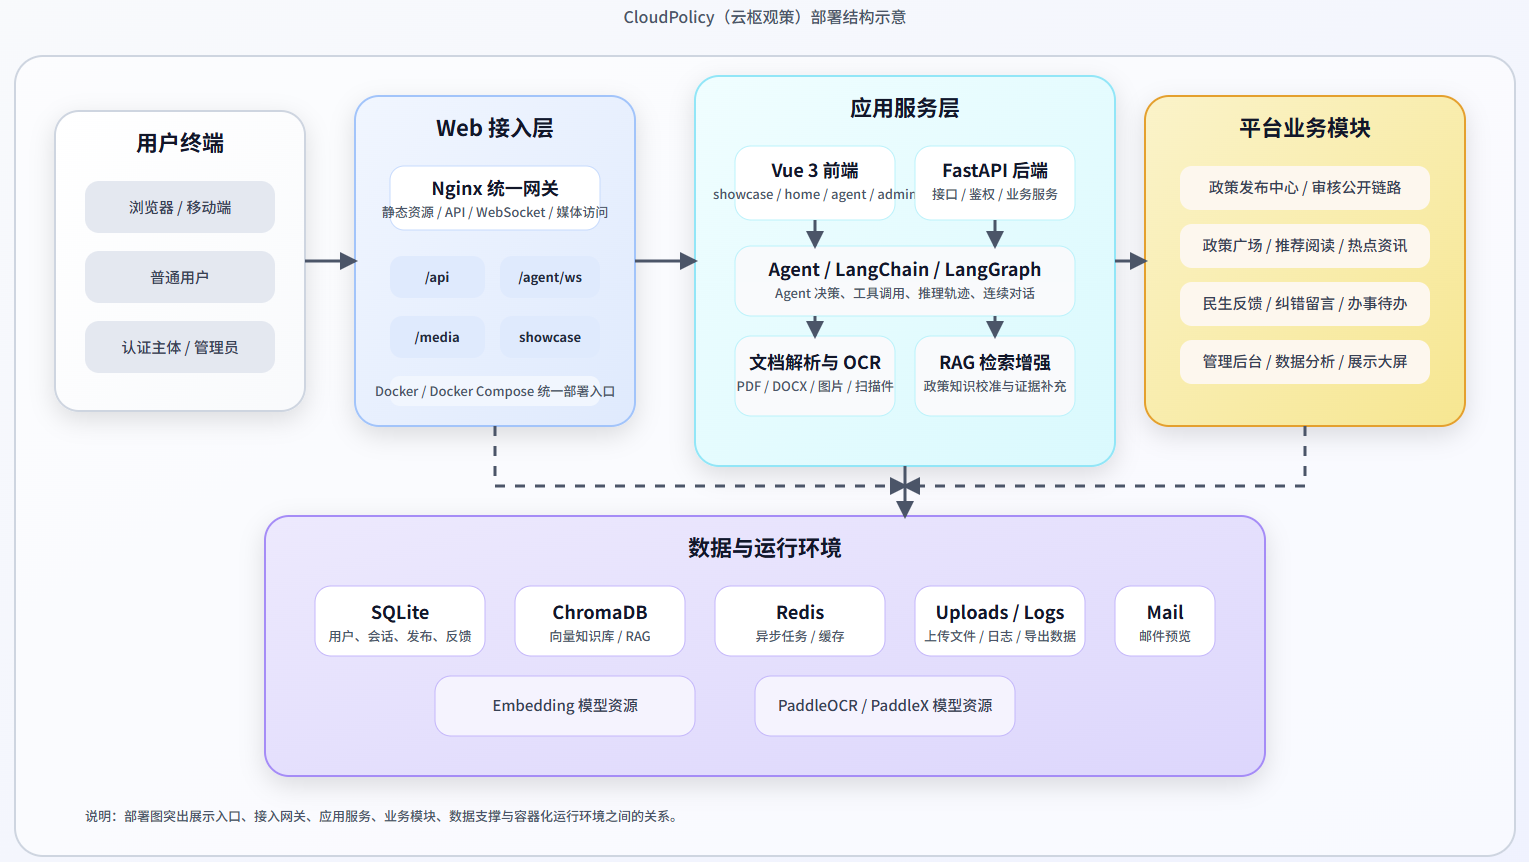 CloudPolicy（云枢观策）部署结构示意
用户终端
浏览器 / 移动端
普通用户
认证主体 / 管理员
Web 接入层
Nginx 统一网关
静态资源 / API / WebSocket / 媒体访问
/api
/agent/ws
/media
showcase
Docker / Docker Compose 统一部署入口
应用服务层
Vue 3 前端
showcase / home / agent / admin
FastAPI 后端
接口 / 鉴权 / 业务服务
Agent / LangChain / LangGraph
Agent 决策、工具调用、推理轨迹、连续对话
文档解析与 OCR
PDF / DOCX / 图片 / 扫描件
RAG 检索增强
政策知识校准与证据补充
平台业务模块
政策发布中心 / 审核公开链路
政策广场 / 推荐阅读 / 热点资讯
民生反馈 / 纠错留言 / 办事待办
管理后台 / 数据分析 / 展示大屏
数据与运行环境
SQLite
用户、会话、发布、反馈
ChromaDB
向量知识库 / RAG
Redis
异步任务 / 缓存
Uploads / Logs
上传文件 / 日志 / 导出数据
Mail
邮件预览
Embedding 模型资源
PaddleOCR / PaddleX 模型资源
说明：部署图突出展示入口、接入网关、应用服务、业务模块、数据支撑与容器化运行环境之间的关系。